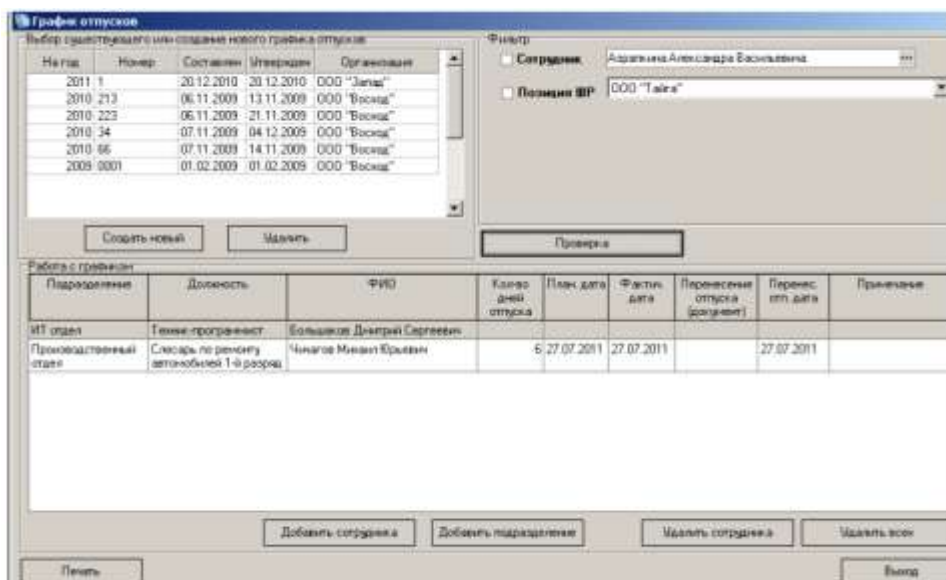 График отпусков
Выбор существующего или создание нового графика отпусков
На год Номер Составлен Утвержден Организация
2011 1 20.12.2010 20.12.2010 ООО "Запад"
2010 213 06.11.2009 13.11.2009 ООО "Восход"
2010 223 06.11.2009 21.11.2009 ООО "Восход"
2010 34 07.11.2009 04.12.2009 ООО "Восход"
2010 66 07.11.2009 14.11.2009 ООО "Восход"
2009 0001 01.02.2009 01.02.2009 ООО "Восход"
Создать новый Удалить
Фильтр
Сотрудник Александра Васильевна ...
Позиция ШР ООО "Тайга"
Проверка
Работа с графиком
Подразделение Должность ФИО Кол-во дней отпуска План. дата Фактич. дата Перенесение отпуска (документ) Перенес. отп. дата Примечание
ИТ отдел Техник-программист Большаков Дмитрий Сергеевич
Производственный отдел Слесарь по ремонту автомобилей 1-й разряд Чинагов Михаил Юрьевич 6 27.07.2011 27.07.2011 27.07.2011
Добавить сотрудника Добавить подразделение Удалить сотрудника Удалить всех
Печать Выход